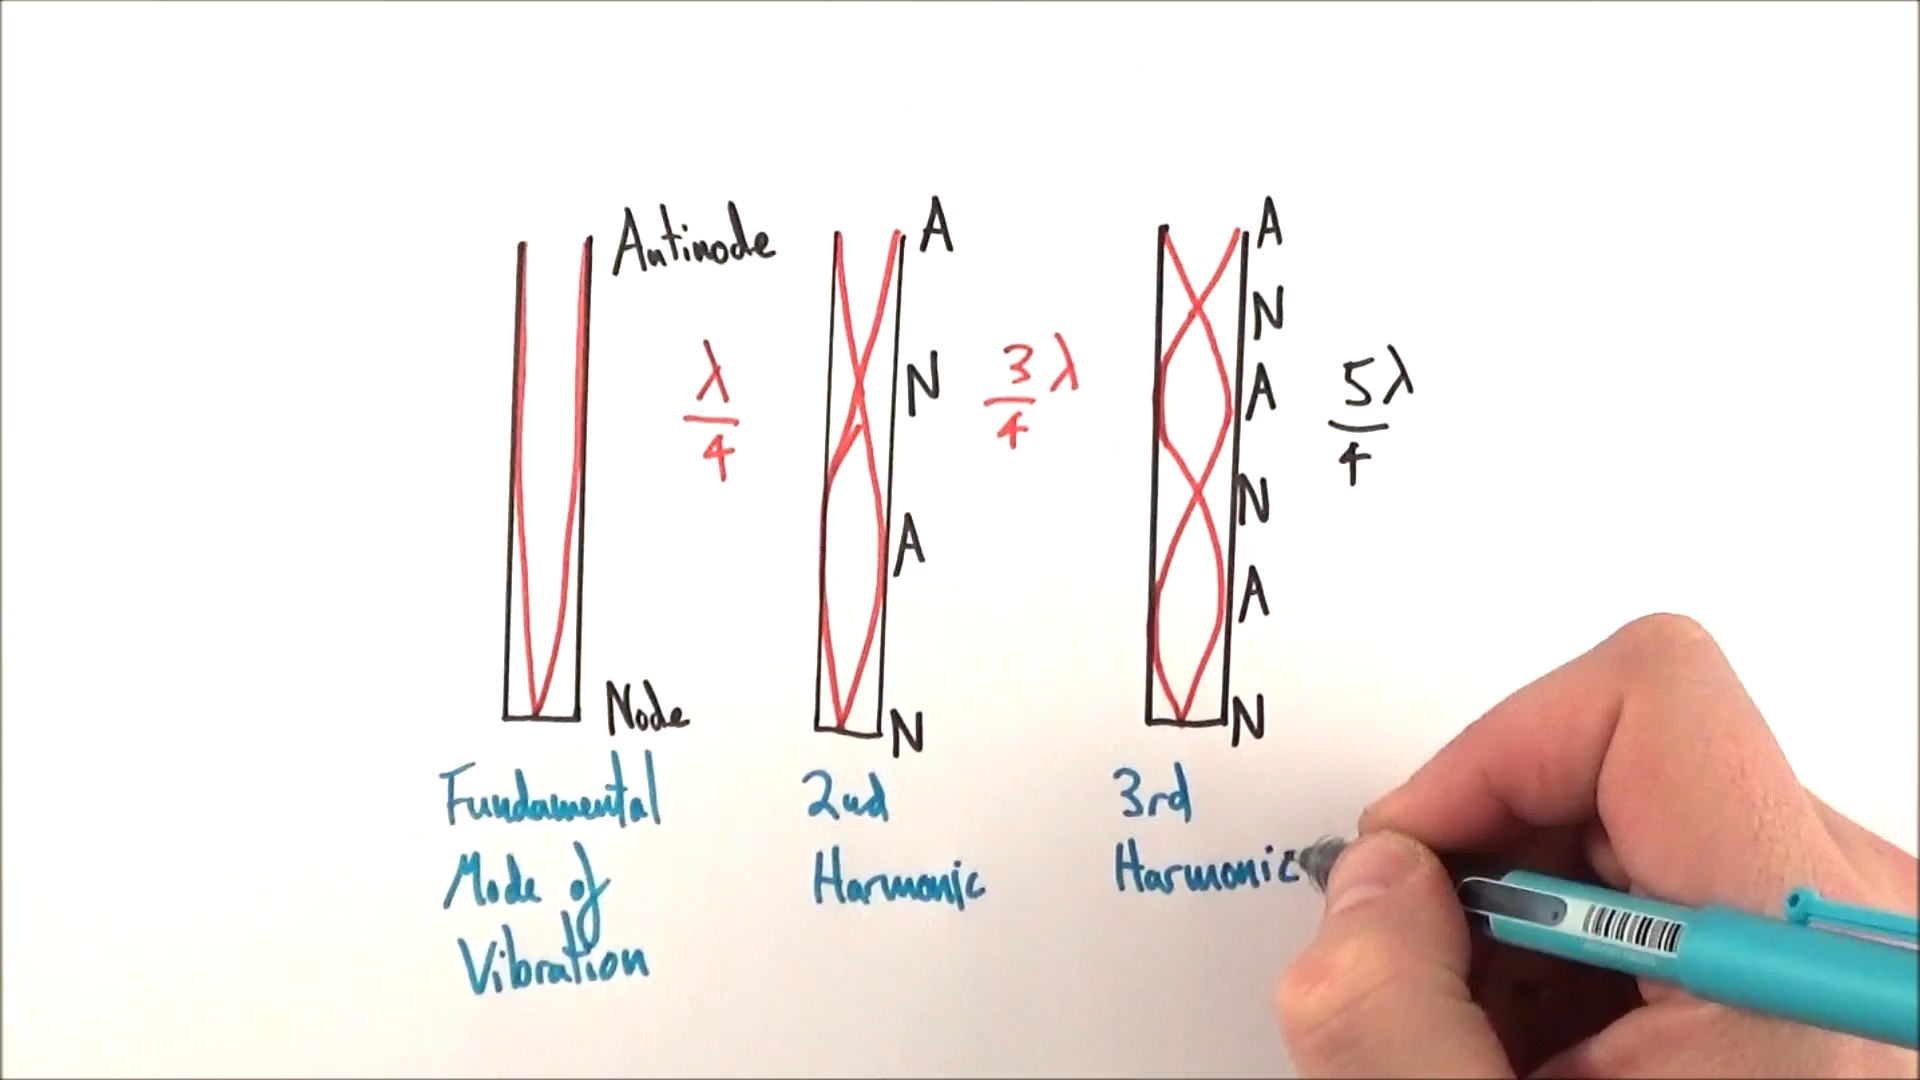 Antinode
λ/4
Node
Fundamental
Mode of
Vibration
A
N
3/4 λ
A
N
2nd
Harmonic
A
N
A
5λ/4
N
A
N
3rd
Harmonic